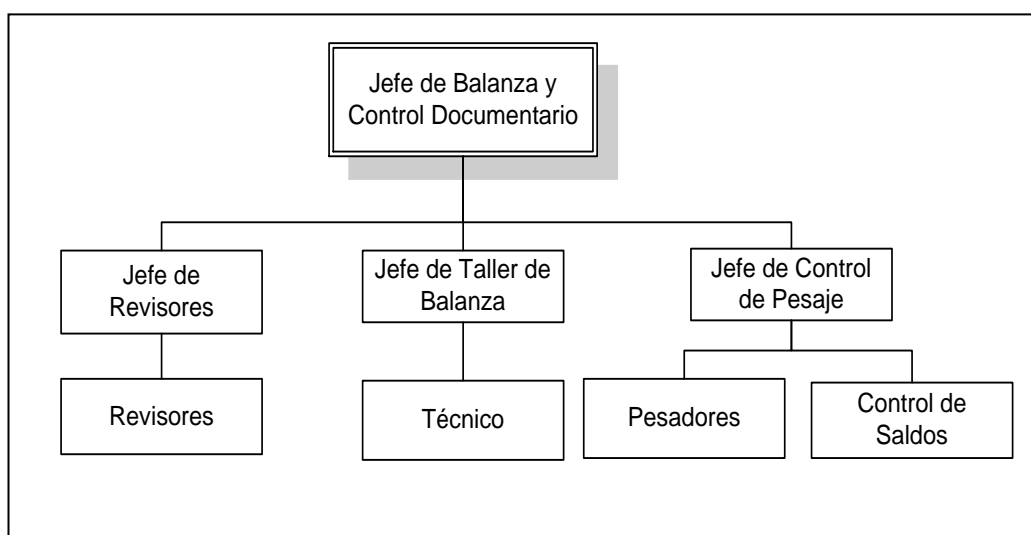 Jefe de Balanza y
Control Documentario
Jefe de
Revisores
Jefe de Taller de
Balanza
Jefe de Control
de Pesaje
Revisores
Técnico
Pesadores
Control de
Saldos